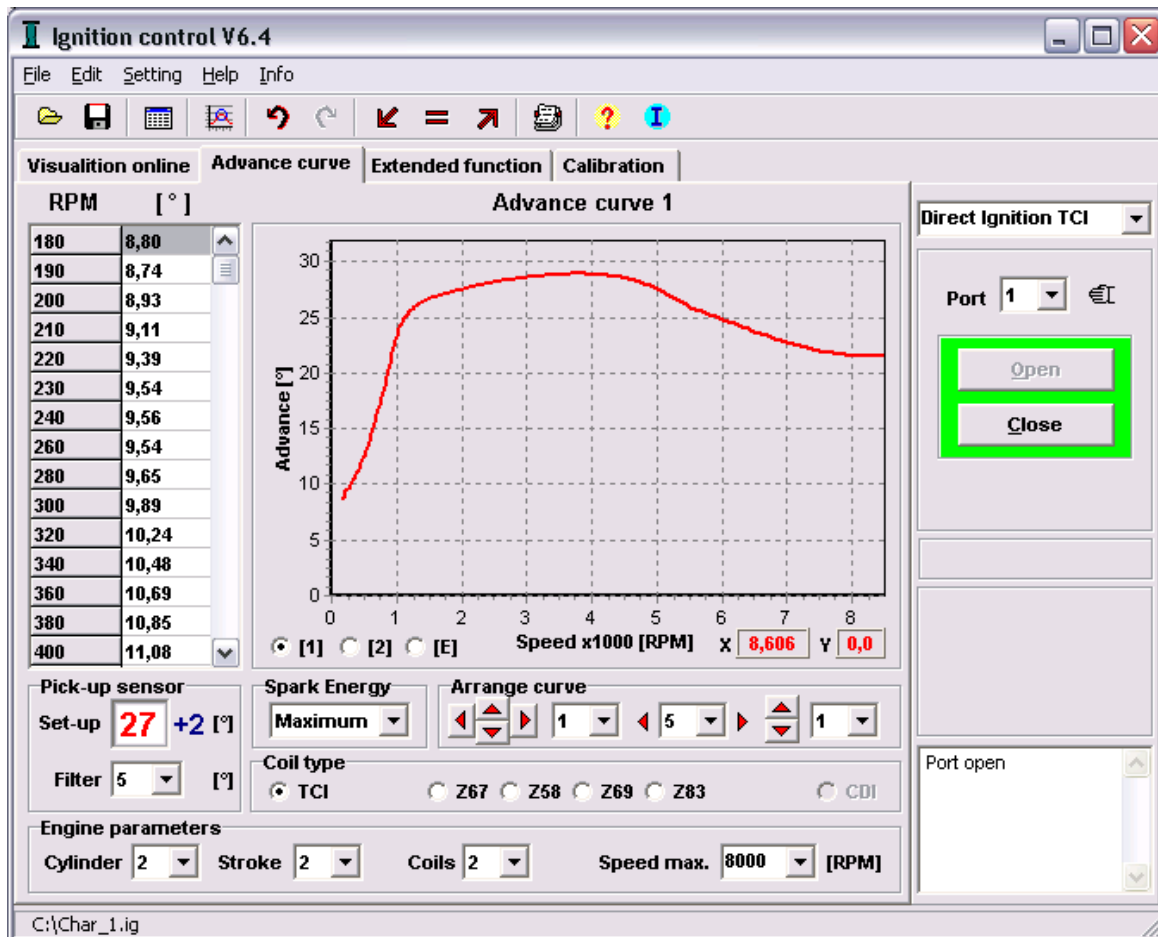 Ignition control V6.4
File Edit Setting Help Info
? I
Visualition online Advance curve Extended function Calibration
RPM [°] Advance curve 1
180 8,80
190 8,74
200 8,93
210 9,11
220 9,39
230 9,54
240 9,56
260 9,54
280 9,65
300 9,89
320 10,24
340 10,48
360 10,69
380 10,85
400 11,08
Advance [°]
30
25
20
15
10
5
0
0 1 2 3 4 5 6 7 8
[1] [2] [E] Speed x1000 [RPM] X 8,606 Y 0,0
Direct Ignition TCI
Port 1
Open
Close
Pick-up sensor
Set-up 27 +2 [°]
Filter 5 [°]
Spark Energy
Maximum
Arrange curve
1 5 1
Coil type
TCI Z67 Z58 Z69 Z83 CDI
Engine parameters
Cylinder 2 Stroke 2 Coils 2 Speed max. 8000 [RPM]
Port open
C:\Char_1.ig